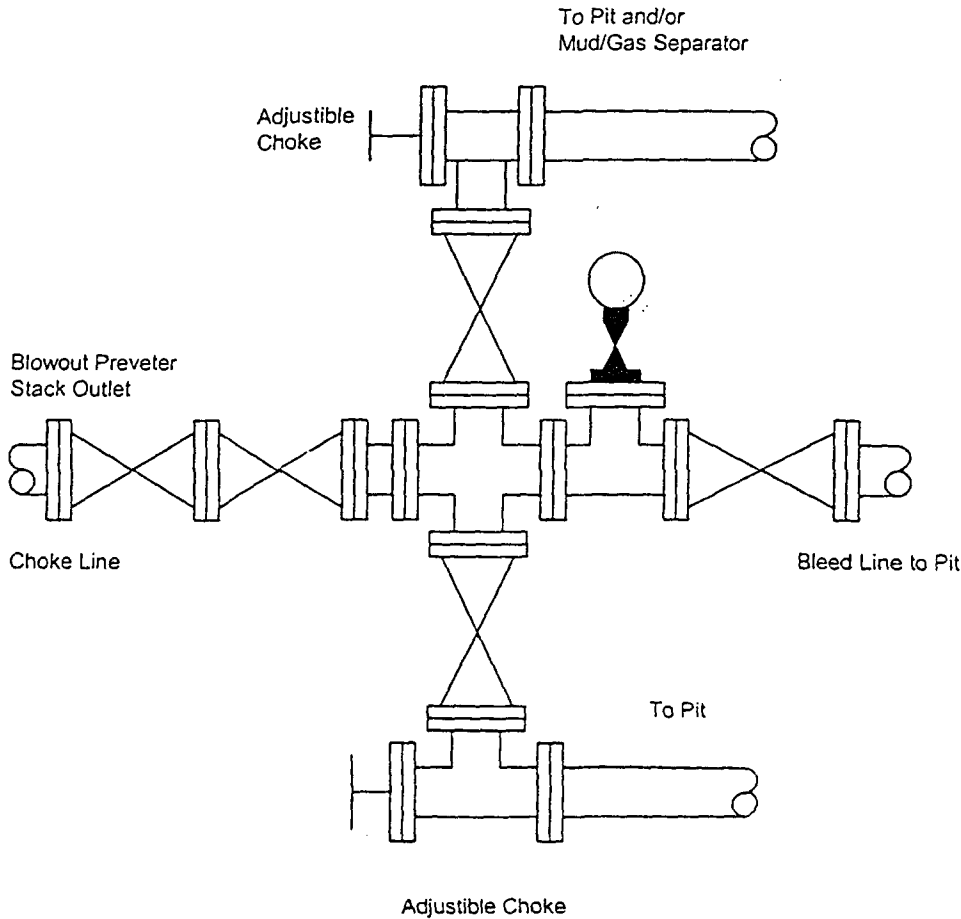 To Pit and/or
Mud/Gas Separator
Adjustible
Choke
Blowout Preveter
Stack Outlet
Choke Line
Bleed Line to Pit
To Pit
Adjustible Choke